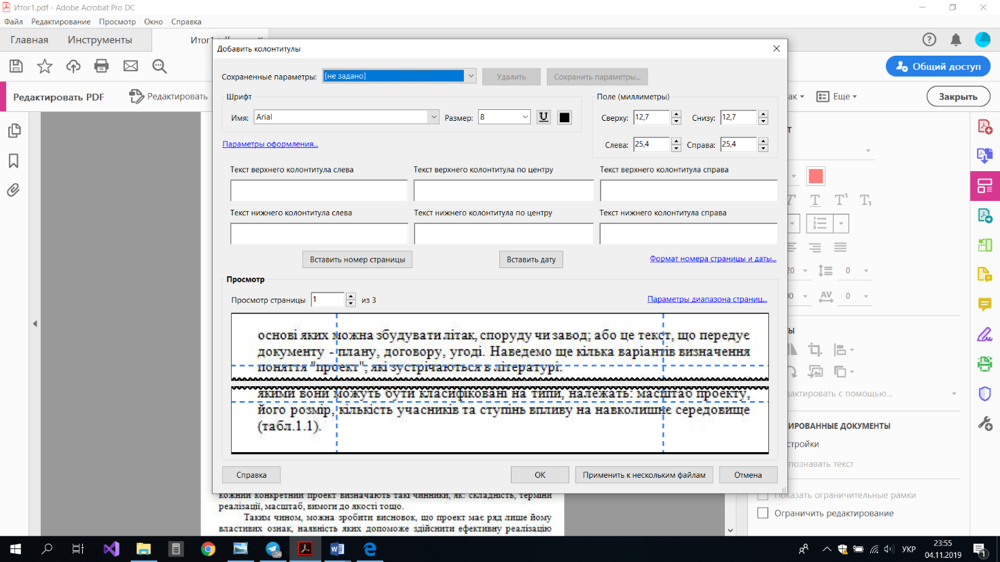 Итог1.pdf - Adobe Acrobat Pro DC
Файл Редактирование Просмотр Окно Справка
Главная Инструменты
Добавить колонтитулы
Общий доступ
Сохраненные параметры: [не задано] Удалить Сохранить параметры...
Редактировать PDF Редактировать
Еще Закрыть
Шрифт
Имя: Arial Размер: 8 U
Поле (миллиметры)
Сверху: 12,7 Снизу: 12,7
Слева: 25,4 Справа: 25,4
Параметры оформления...
Текст верхнего колонтитула слева Текст верхнего колонтитула по центру Текст верхнего колонтитула справа
Текст нижнего колонтитула слева Текст нижнего колонтитула по центру Текст нижнего колонтитула справа
Вставить номер страницы Вставить дату Формат номера страницы и даты...
Просмотр
Просмотр страницы 1 из 3 Параметры диапазона страниц...
основі яких можна збудувати літак, споруду чи завод; або це текст, що передує
документу - плану, договору, угоді. Наведемо ще кілька варіантів визначення
поняття "проект", які зустрічаються в літературі:
якими вони можуть бути класифіковані на типи, належать: масштаб проекту,
його розмір, кількість учасників та ступінь впливу на навколишнє середовище
(табл.1.1).
Справка ОК Применить к нескольким файлам Отмена
кожний конкретний проект визначають такі чинники, як: складність, терміни
реалізації, масштаб, вимоги до якості тощо.
Таким чином, можна зробити висновок, що проект має ряд лише йому
властивих ознак, наявність яких допоможе здійснити ефективну реалізацію
T T¹ T₁
0
AV 0
с помощью...
ДОКУМЕНТЫ
текст
Показать ограничительные рамки
Ограничить редактирование
УКР
23:55
04.11.2019
1